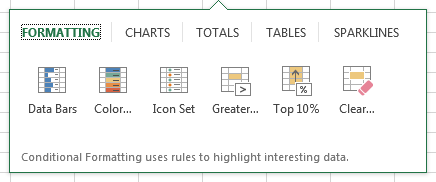 FORMATTING CHARTS TOTALS TABLES SPARKLINES
Data Bars Color... Icon Set Greater... Top 10% Clear...
Conditional Formatting uses rules to highlight interesting data.